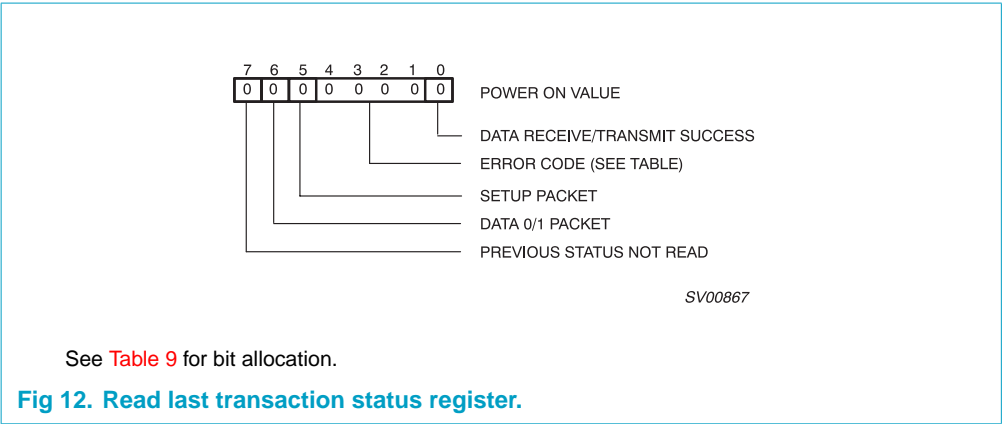 7 6 5 4 3 2 1 0
0 0 0 0 0 0 0 0 POWER ON VALUE
DATA RECEIVE/TRANSMIT SUCCESS
ERROR CODE (SEE TABLE)
SETUP PACKET
DATA 0/1 PACKET
PREVIOUS STATUS NOT READ
SV00867
See Table 9 for bit allocation.
Fig 12. Read last transaction status register.